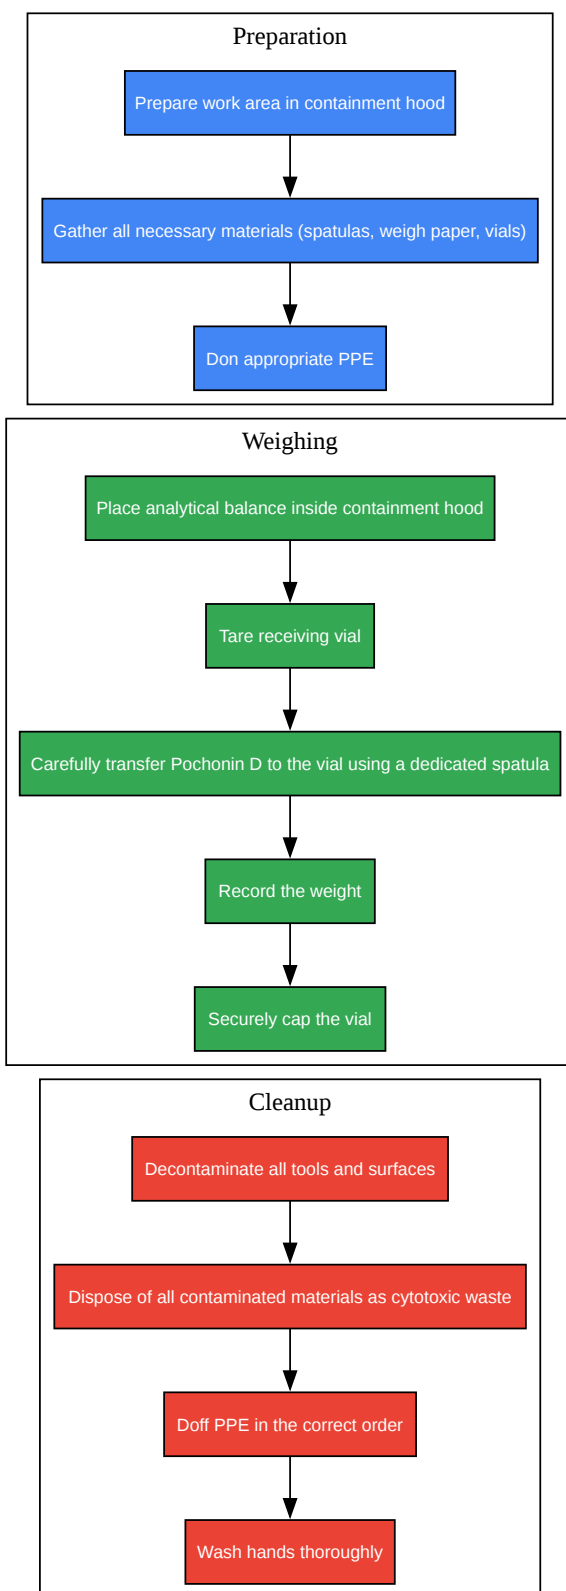 Preparation
Prepare work area in containment hood
Gather all necessary materials (spatulas, weigh paper, vials)
Don appropriate PPE
Weighing
Place analytical balance inside containment hood
Tare receiving vial
Carefully transfer Pochonin D to the vial using a dedicated spatula
Record the weight
Securely cap the vial
Cleanup
Decontaminate all tools and surfaces
Dispose of all contaminated materials as cytotoxic waste
Doff PPE in the correct order
Wash hands thoroughly